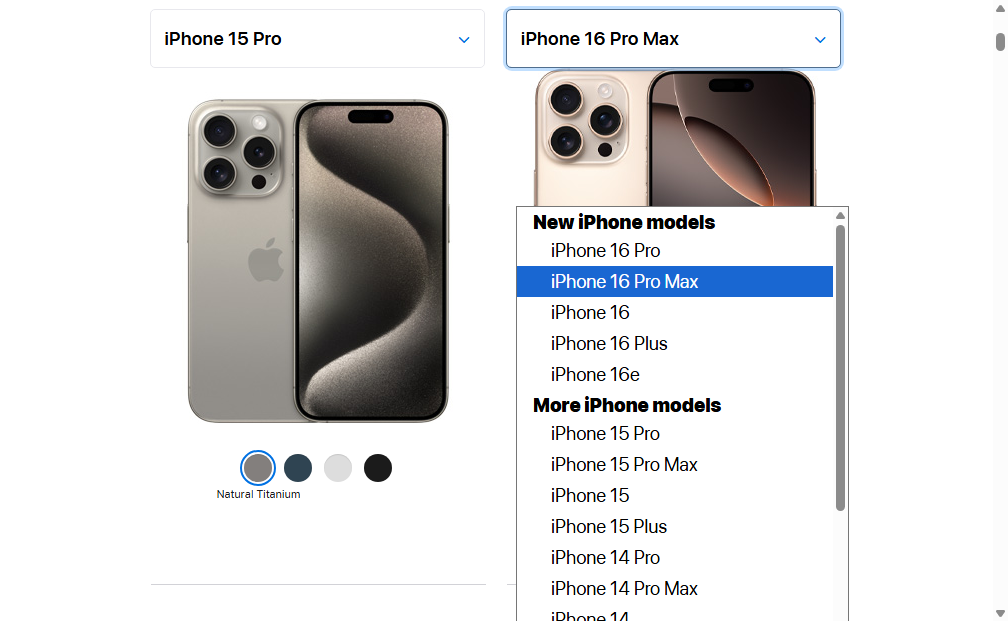 iPhone 15 Pro
iPhone 16 Pro Max
Natural Titanium
New iPhone models
iPhone 16 Pro
iPhone 16 Pro Max
iPhone 16
iPhone 16 Plus
iPhone 16e
More iPhone models
iPhone 15 Pro
iPhone 15 Pro Max
iPhone 15
iPhone 15 Plus
iPhone 14 Pro
iPhone 14 Pro Max
iPhone 14